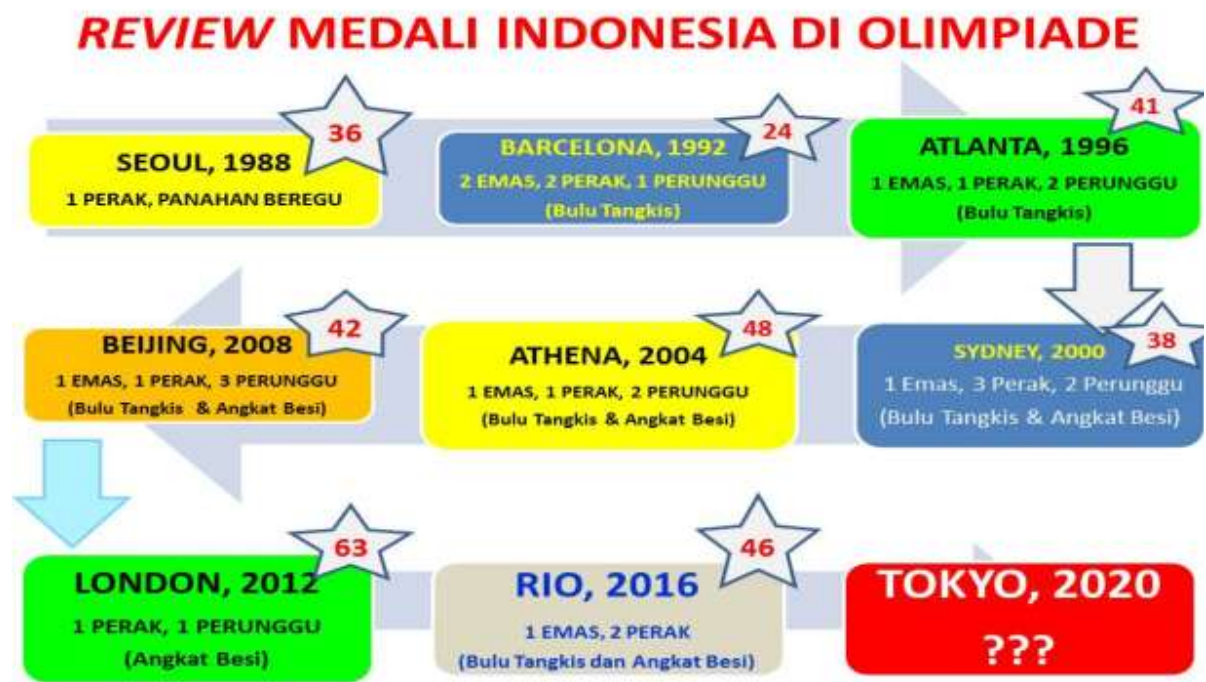 REVIEW MEDALI INDONESIA DI OLIMPIADE
36
SEOUL, 1988
1 PERAK, PANAHAN BEREGU
24
BARCELONA, 1992
2 EMAS, 2 PERAK, 1 PERUNGGU
(Bulu Tangkis)
41
ATLANTA, 1996
1 EMAS, 1 PERAK, 2 PERUNGGU
(Bulu Tangkis)
38
SYDNEY, 2000
1 Emas, 3 Perak, 2 Perunggu
(Bulu Tangkis & Angkat Besi)
48
ATHENA, 2004
1 EMAS, 1 PERAK, 2 PERUNGGU
(Bulu Tangkis & Angkat Besi)
42
BEIJING, 2008
1 EMAS, 1 PERAK, 3 PERUNGGU
(Bulu Tangkis & Angkat Besi)
63
LONDON, 2012
1 PERAK, 1 PERUNGGU
(Angkat Besi)
46
RIO, 2016
1 EMAS, 2 PERAK
(Bulu Tangkis dan Angkat Besi)
TOKYO, 2020
???